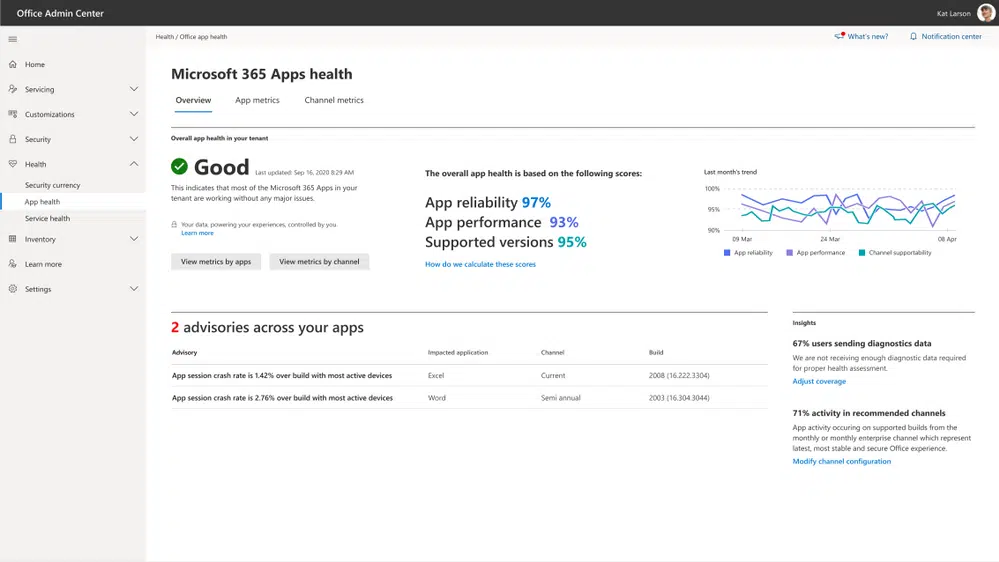 Office Admin Center
Kat Larson
Home
Servicing
Customizations
Security
Health
Security currency
App health
Service health
Inventory
Learn more
Settings
Health / Office app health
What's new?
Notification center
Microsoft 365 Apps health
Overview
App metrics
Channel metrics
Overall app health in your tenant
Good
Last updated: Sep 16, 2020 8:29 AM
This indicates that most of the Microsoft 365 Apps in your
tenant are working without any major issues.
Your data; powering your experiences, controlled by you.
Learn more
View metrics by apps
View metrics by channel
The overall app health is based on the following scores:
App reliability 97%
App performance 93%
Supported versions 95%
How do we calculate these scores
Last month's trend
100%
95%
90%
09 Mar
24 Mar
08 Apr
App reliability
App performance
Channel supportability
2 advisories across your apps
Advisory Impacted application Channel Build
App session crash rate is 1.42% over build with most active devices Excel Current 2008 (16.222.3304)
App session crash rate is 2.76% over build with most active devices Word Semi annual 2003 (16.304.3044)
Insights
67% users sending diagnostics data
We are not receiving enough diagnostic data required
for proper health assessment.
Adjust coverage
71% activity in recommended channels
App activity occuring on supported builds from the
monthly or monthly enterprise channel which represent
latest, most stable and secure Office experience.
Modify channel configuration